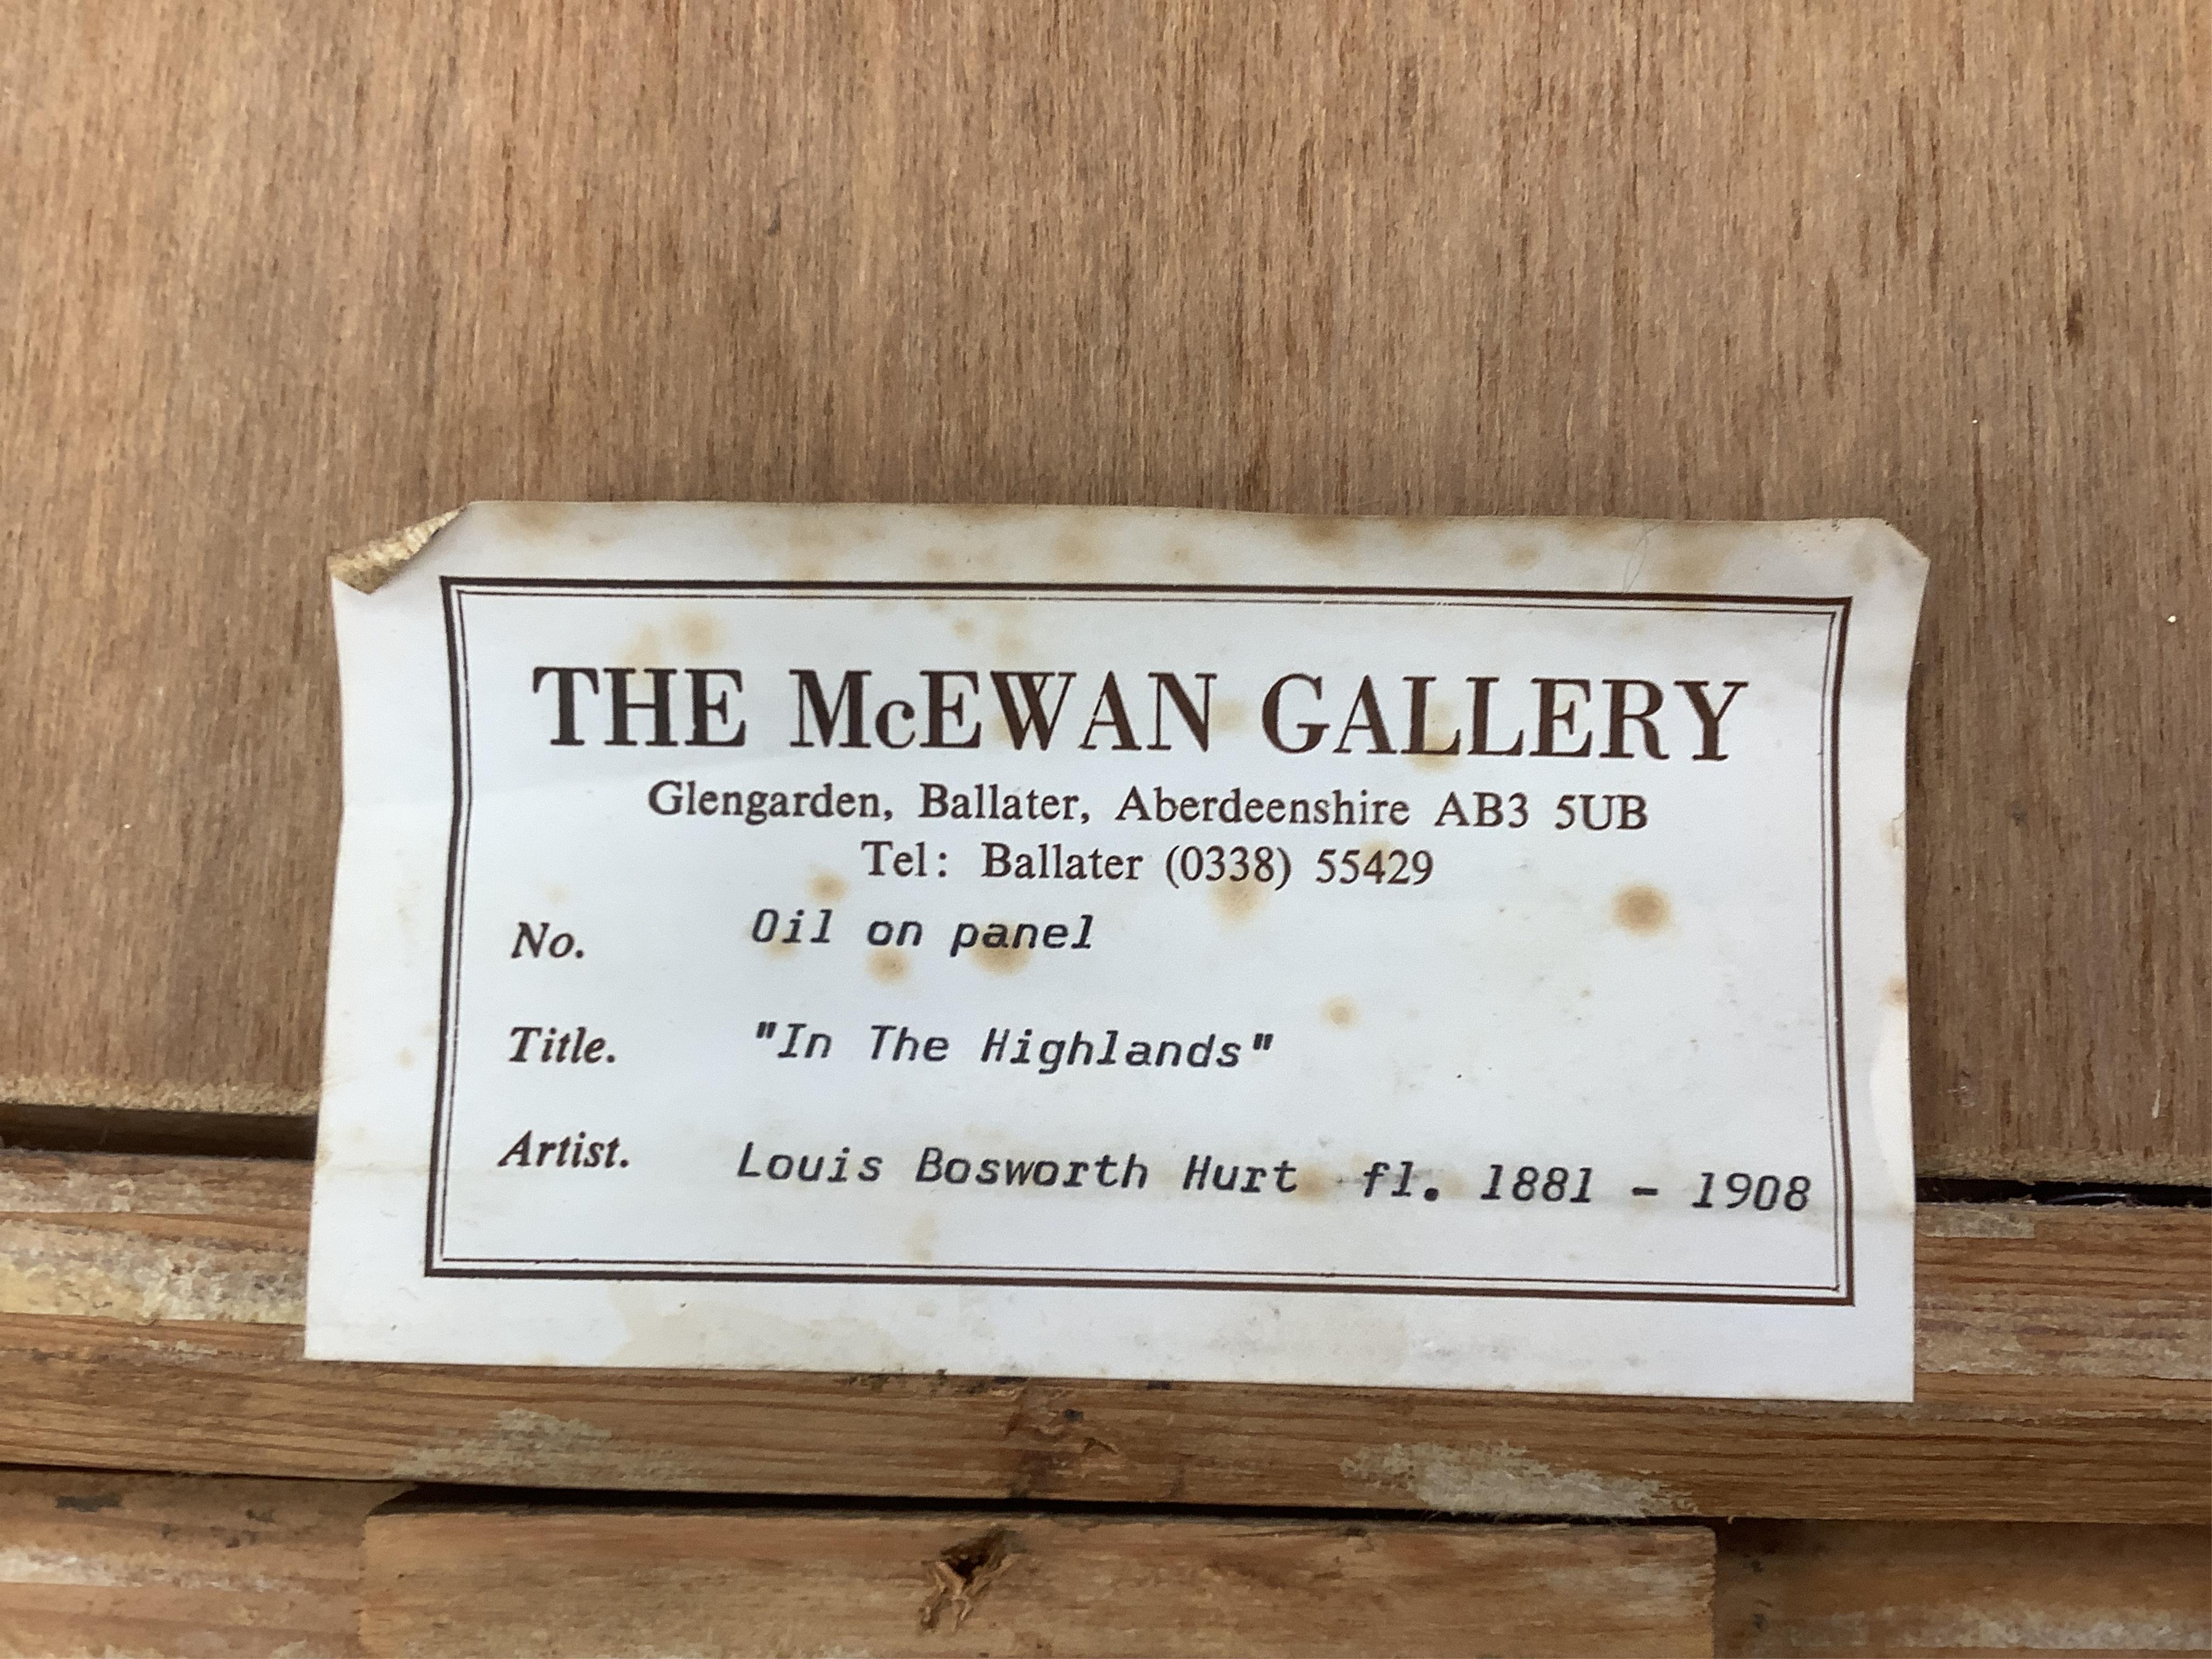 THE McEWAN GALLERY
Glengarden, Ballater, Aberdeenshire AB3 5UB
Tel: Ballater (0338) 55429
No. Oil on panel
Title. "In The Highlands"
Artist. Louis Bosworth Hurt fl. 1881 - 1908